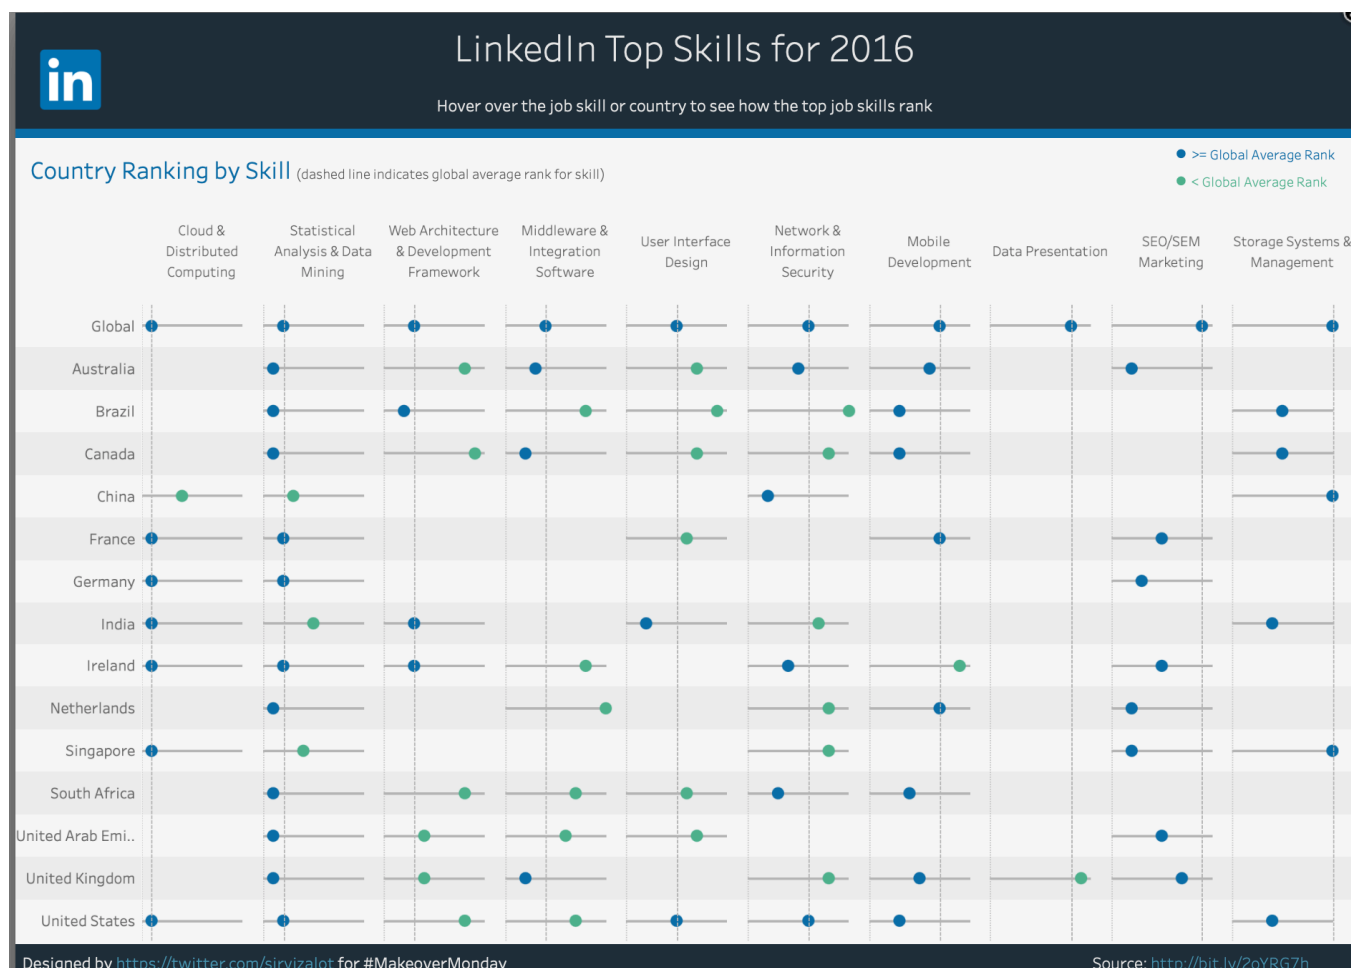 LinkedIn Top Skills for 2016
in
Hover over the job skill or country to see how the top job skills rank
Country Ranking by Skill (dashed line indicates global average rank for skill)
>= Global Average Rank
< Global Average Rank
Cloud &
Distributed
Computing
Statistical
Analysis & Data
Mining
Web Architecture
& Development
Framework
Middleware &
Integration
Software
User Interface
Design
Network &
Information
Security
Mobile
Development
Data Presentation
SEO/SEM
Marketing
Storage Systems &
Management
Global
Australia
Brazil
Canada
China
France
Germany
India
Ireland
Netherlands
Singapore
South Africa
United Arab Emi..
United Kingdom
United States
Designed by https://twitter.com/sirvizalot for #MakeoverMonday
Source: http://bit.ly/2oYRG7h